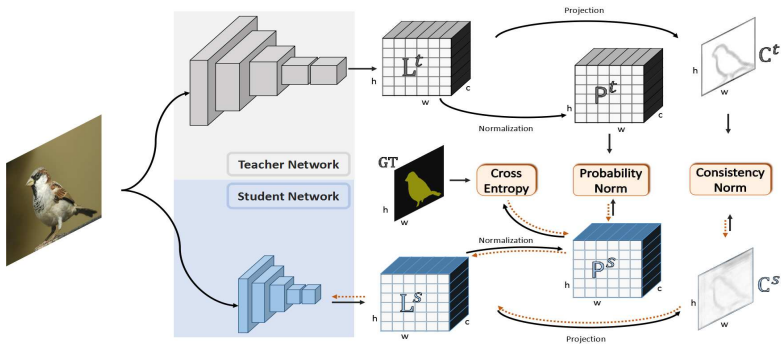 Projection
L^t
h
w
c
C^t
h
w
P^t
h
w
c
Normalization
Teacher Network
Student Network
GT
h
w
Cross
Entropy
Probability
Norm
Consistency
Norm
Normalization
P^s
h
w
c
L^s
h
w
c
C^s
h
w
Projection